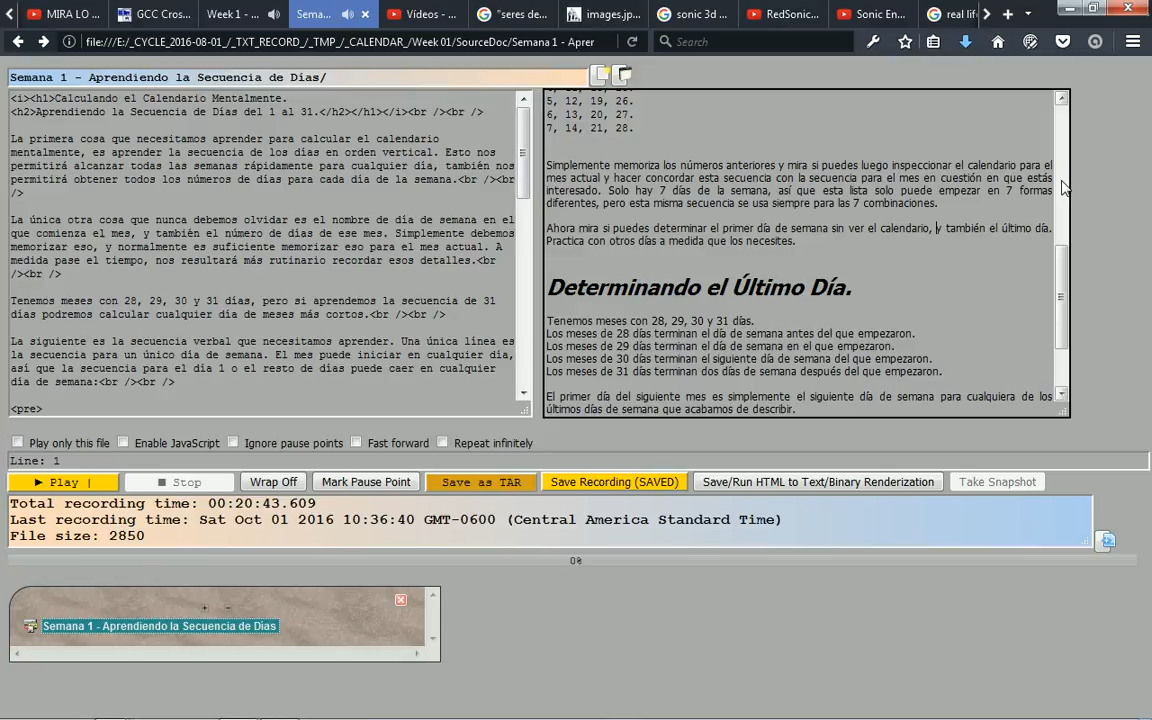 MIRA LO ...
GCC Cros...
Week 1 - ...
Sema...
Vídeos - ...
"seres de...
images.jp...
sonic 3d ...
RedSonic...
Sonic En...
real lif
file:///E:/_CYCLE_2016-08-01/_TXT_RECORD/_TMP/_CALENDAR_/Week 01/SourceDoc/Semana 1 - Aprer
Search
Semana 1 - Aprendiendo la Secuencia de Días/
<i><h1>Calculando el Calendario Mentalmente.
<h2>Aprendiendo la Secuencia de Días del 1 al 31.</h2></h1></i><br /><br />
La primera cosa que necesitamos aprender para calcular el calendario
mentalmente, es aprender la secuencia de los días en orden vertical. Esto nos
permitirá alcanzar todas las semanas rápidamente para cualquier día, también nos
permitirá obtener todos los números de días para cada día de la semana.<br /><br
/>
La única otra cosa que nunca debemos olvidar es el nombre de día de semana en el
que comienza el mes, y también el número de días de ese mes. Simplemente debemos
memorizar eso, y normalmente es suficiente memorizar eso para el mes actual. A
medida pase el tiempo, nos resultará más rutinario recordar esos detalles.<br
/><br />
Tenemos meses con 28, 29, 30 y 31 días, pero si aprendemos la secuencia de 31
días podremos calcular cualquier día de meses más cortos.<br /><br />
La siguiente es la secuencia verbal que necesitamos aprender. Una única línea es
la secuencia para un único día de semana. El mes puede iniciar en cualquier día,
así que la secuencia para el día 1 o el resto de días puede caer en cualquier
día de semana:<br /><br />
<pre>
5, 12, 19, 26.
6, 13, 20, 27.
7, 14, 21, 28.
Simplemente memoriza los números anteriores y mira si puedes luego inspeccionar el calendario para el
mes actual y hacer concordar esta secuencia con la secuencia para el mes en cuestión en que estás
interesado. Solo hay 7 días de la semana, así que esta lista solo puede empezar en 7 formas
diferentes, pero esta misma secuencia se usa siempre para las 7 combinaciones.
Ahora mira si puedes determinar el primer día de semana sin ver el calendario, y también el último día.
Practica con otros días a medida que los necesites.
Determinando el Último Día.
Tenemos meses con 28, 29, 30 y 31 días.
Los meses de 28 días terminan el día de semana antes del que empezaron.
Los meses de 29 días terminan el día de semana en el que empezaron.
Los meses de 30 días terminan el siguiente día de semana del que empezaron.
Los meses de 31 días terminan dos días de semana después del que empezaron.
El primer día del siguiente mes es simplemente el siguiente día de semana para cualquiera de los
últimos días de semana que acabamos de describir.
Play only this file
Enable JavaScript
Ignore pause points
Fast forward
Repeat infinitely
Line: 1
Play |
Stop
Wrap Off
Mark Pause Point
Save as TAR
Save Recording (SAVED)
Save/Run HTML to Text/Binary Renderization
Take Snapshot
Total recording time: 00:20:43.609
Last recording time: Sat Oct 01 2016 10:36:40 GMT-0600 (Central America Standard Time)
File size: 2850
0%
+ -
Semana 1 - Aprendiendo la Secuencia de Días